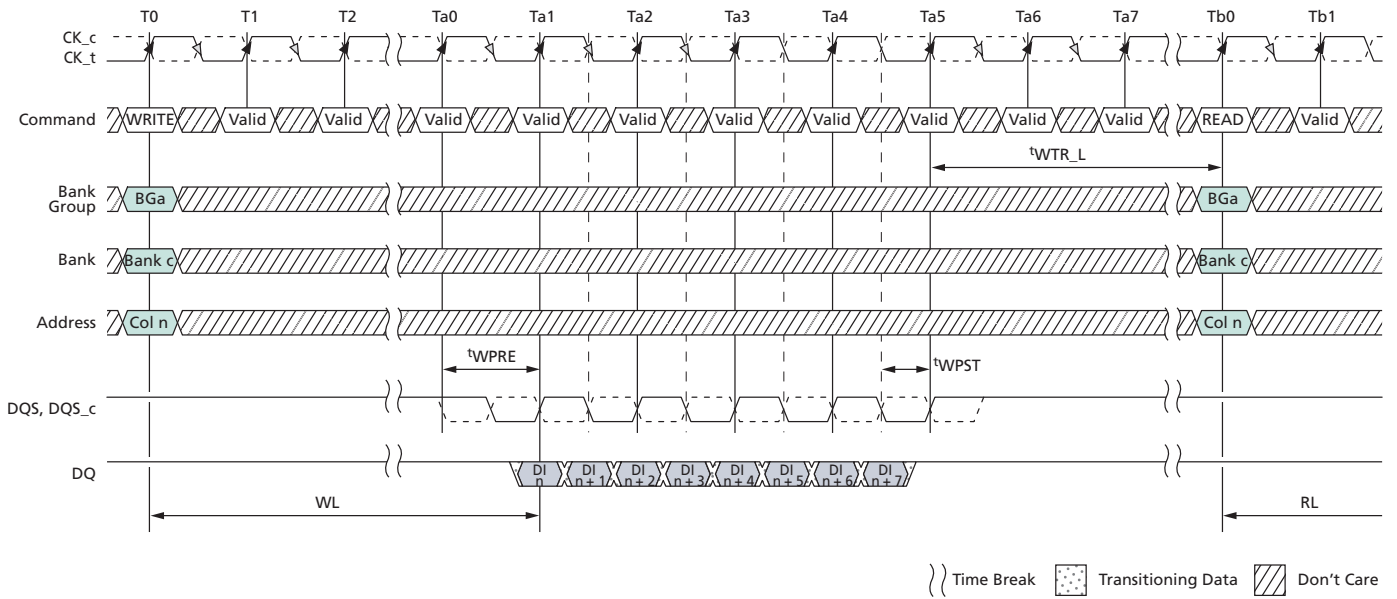 T0 T1 T2 Ta0 Ta1 Ta2 Ta3 Ta4 Ta5 Ta6 Ta7 Tb0 Tb1
CK_c
CK_t
Command WRITE Valid Valid Valid Valid Valid Valid Valid Valid Valid Valid READ Valid
tWTR_L
Bank
Group BGa BGa
Bank Bank c Bank c
Address Col n Col n
tWPRE tWPST
DQS, DQS_c
DQ DI n DI n + 1 DI n + 2 DI n + 3 DI n + 4 DI n + 5 DI n + 6 DI n + 7
WL RL
Time Break Transitioning Data Don't Care